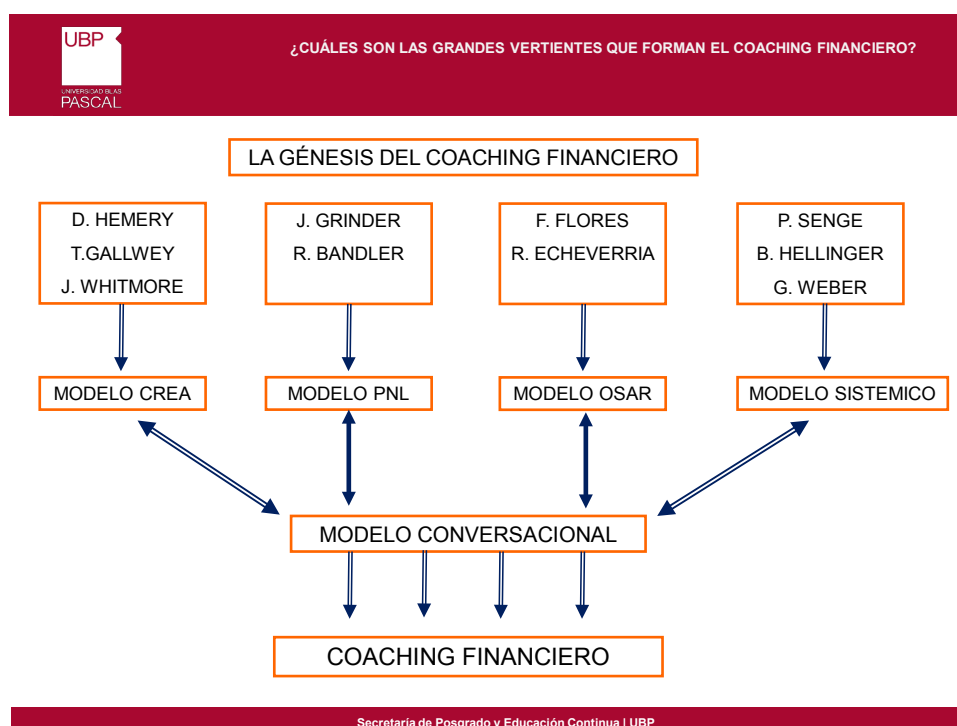 UBP
UNIVERSIDAD BLAS
PASCAL
¿CUÁLES SON LAS GRANDES VERTIENTES QUE FORMAN EL COACHING FINANCIERO?
LA GÉNESIS DEL COACHING FINANCIERO
D. HEMERY
T.GALLWEY
J. WHITMORE
J. GRINDER
R. BANDLER
F. FLORES
R. ECHEVERRIA
P. SENGE
B. HELLINGER
G. WEBER
MODELO CREA
MODELO PNL
MODELO OSAR
MODELO SISTEMICO
MODELO CONVERSACIONAL
COACHING FINANCIERO
Secretaría de Posgrado y Educación Continua | UBP